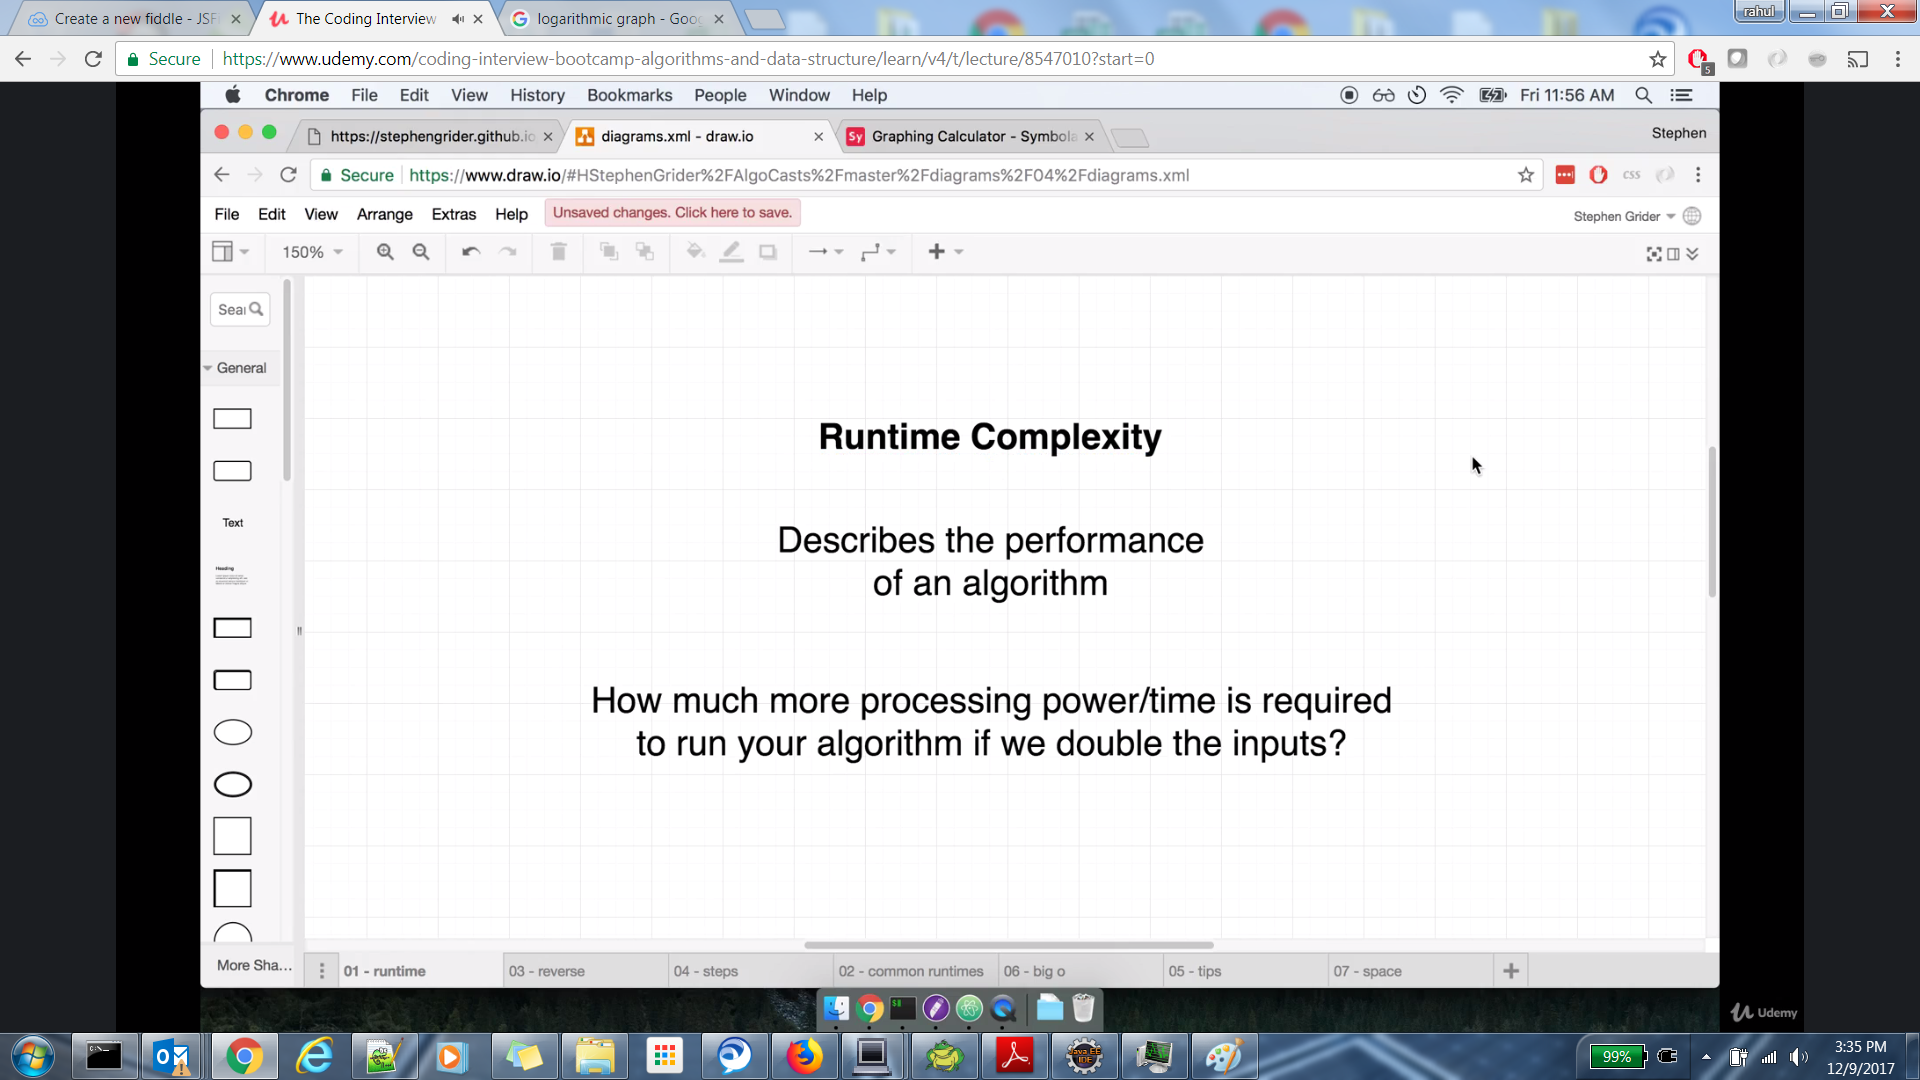 Create a new fiddle - JSF
The Coding Interview
logarithmic graph - Goo
rahul
Secure
https://www.udemy.com/coding-interview-bootcamp-algorithms-and-data-structure/learn/v4/t/lecture/8547010?start=0
5
Chrome File Edit View History Bookmarks People Window Help
Fri 11:56 AM
https://stephengrider.github.io
diagrams.xml - draw.io
Sy
Graphing Calculator - Symbola
Stephen
Secure
https://www.draw.io/#HStephenGrider%2FAlgoCasts%2Fmaster%2Fdiagrams%2F04%2Fdiagrams.xml
css
File Edit View Arrange Extras Help
Unsaved changes. Click here to save.
Stephen Grider
150%
Sea
General
Text
Heading
Runtime Complexity
Describes the performance
of an algorithm
How much more processing power/time is required
to run your algorithm if we double the inputs?
More Sha...
01 - runtime
03 - reverse
04 - steps
02 - common runtimes
06 - big o
05 - tips
07 - space
Udemy
Java EE
IDE
99%
3:35 PM
12/9/2017